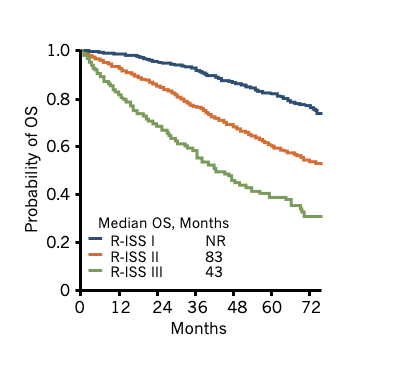 1.0
0.8
0.6
0.4
0.2
0
Probability of OS
Median OS, Months
R-ISS I NR
R-ISS II 83
R-ISS III 43
0 12 24 36 48 60 72
Months